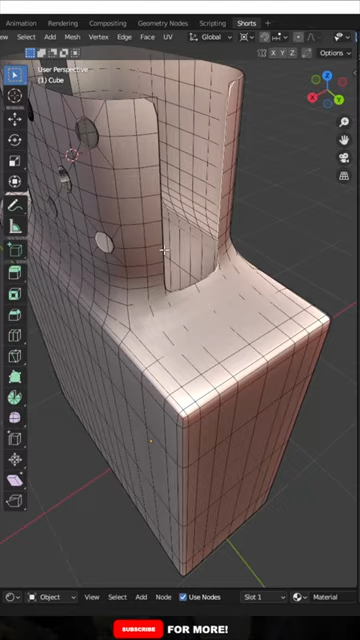 Animation Rendering Compositing Geometry Nodes Scripting Shorts
View Select Add Mesh Vertex Edge Face UV Global
Options
User Perspective
(1) Cube
Z
X
Y
Object View Select Add Node Use Nodes Slot 1 Material
SUBSCRIBE FOR MORE!